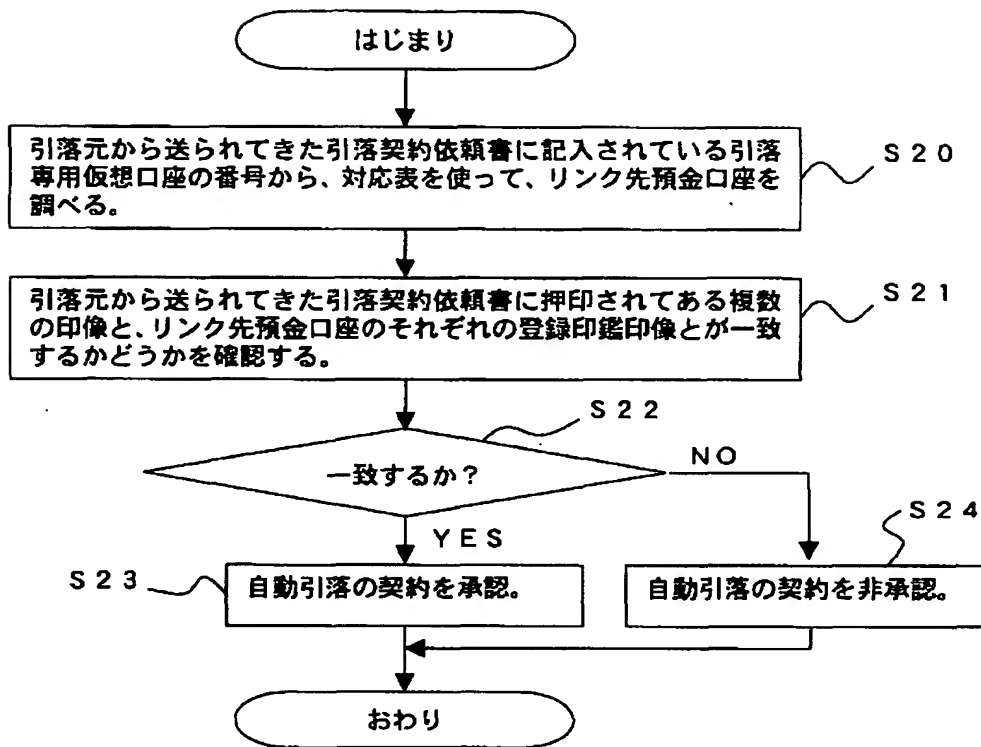 はじまり
引落元から送られてきた引落契約依頼書に記入されている引落
専用仮想口座の番号から、対応表を使って、リンク先預金口座を
調べる。
S20
引落元から送られてきた引落契約依頼書に押印されてある複数
の印像と、リンク先預金口座のそれぞれの登録印鑑印像とが一致
するかどうかを確認する。
S21
S22
一致するか?
NO
YES
S24
S23
自動引落の契約を承認。
自動引落の契約を非承認。
おわり